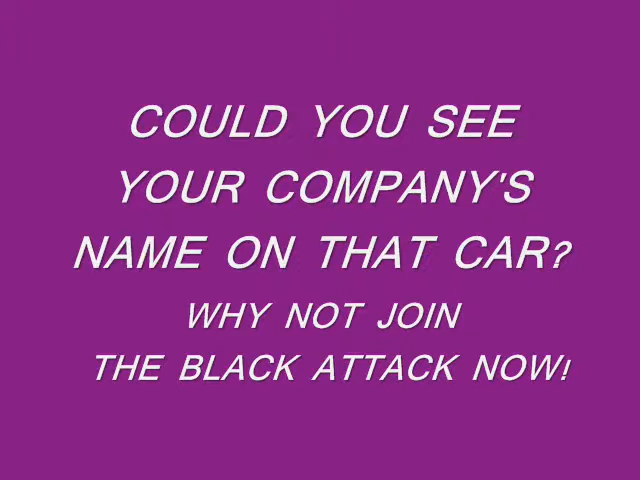 COULD YOU SEE
YOUR COMPANY'S
NAME ON THAT CAR?
WHY NOT JOIN
THE BLACK ATTACK NOW!